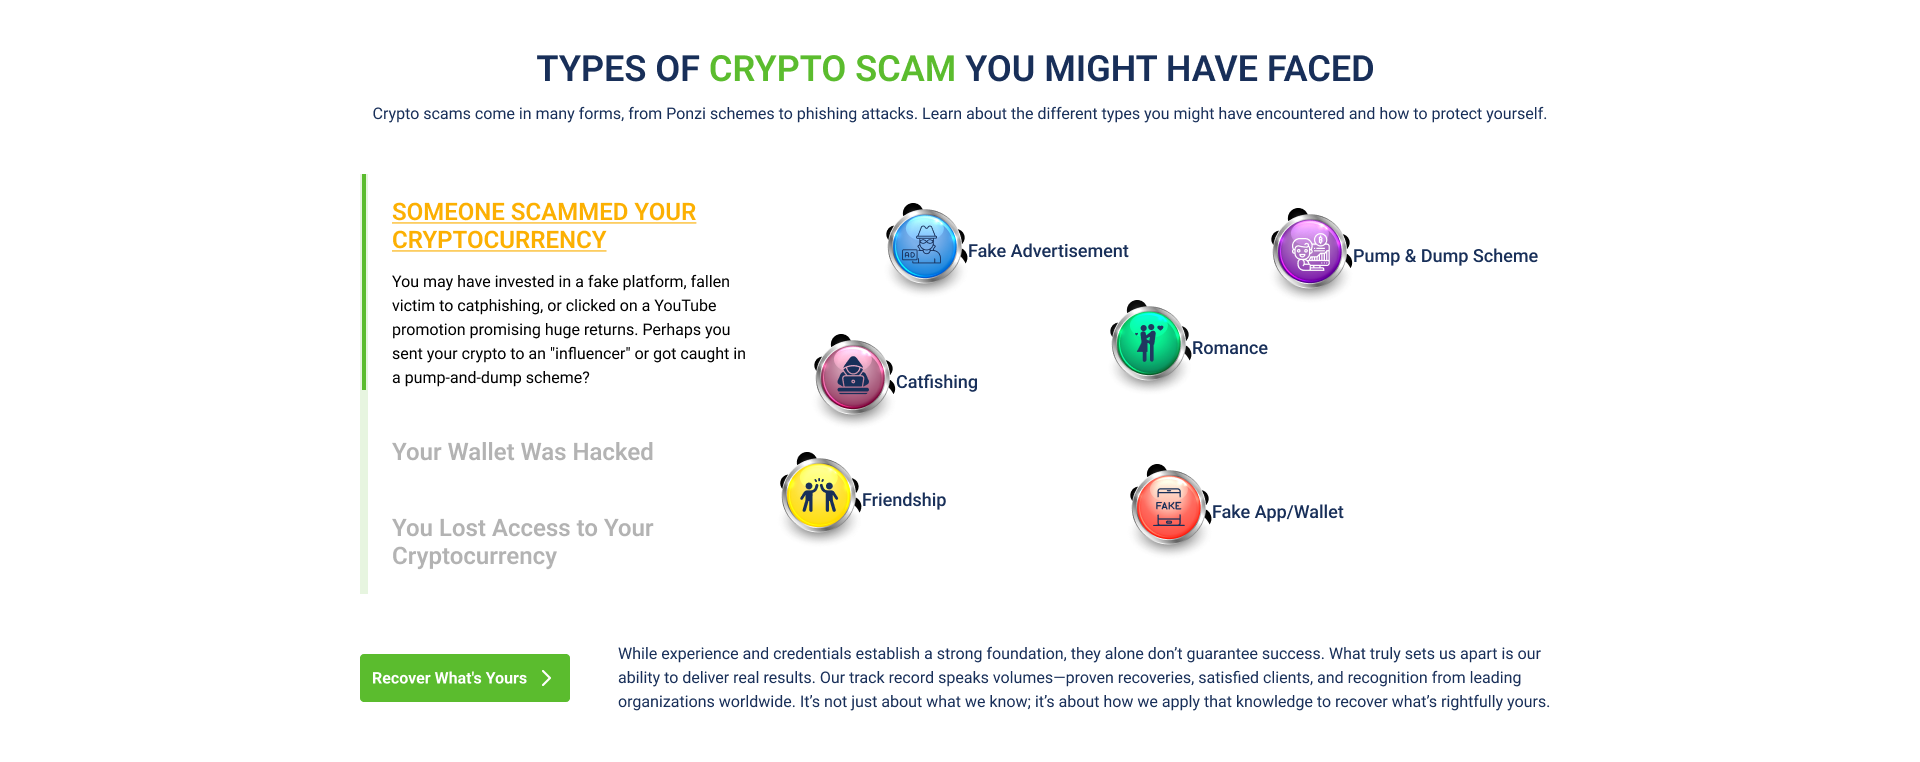 TYPES OF CRYPTO SCAM YOU MIGHT HAVE FACED
Crypto scams come in many forms, from Ponzi schemes to phishing attacks. Learn about the different types you might have encountered and how to protect yourself.
SOMEONE SCAMMED YOUR
CRYPTOCURRENCY
You may have invested in a fake platform, fallen
victim to catphishing, or clicked on a YouTube
promotion promising huge returns. Perhaps you
sent your crypto to an "influencer" or got caught in
a pump-and-dump scheme?
Your Wallet Was Hacked
You Lost Access to Your
Cryptocurrency
AD
Fake Advertisement
Pump & Dump Scheme
Romance
Catfishing
Friendship
FAKE
Fake App/Wallet
Recover What's Yours
While experience and credentials establish a strong foundation, they alone don’t guarantee success. What truly sets us apart is our
ability to deliver real results. Our track record speaks volumes—proven recoveries, satisfied clients, and recognition from leading
organizations worldwide. It’s not just about what we know; it’s about how we apply that knowledge to recover what’s rightfully yours.